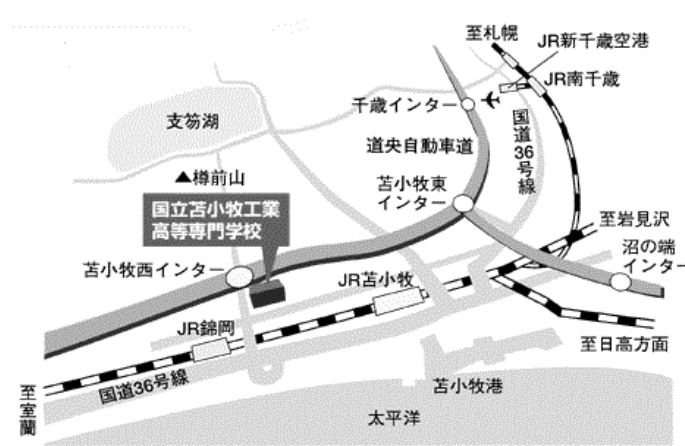 至札幌
JR新千歳空港
JR南千歳
千歳インター
支笏湖
道央自動車道
国道36号線
▲樽前山
苫小牧東
インター
国立苫小牧工業
高等専門学校
至岩見沢
沼の端
インター
苫小牧西インター
JR苫小牧
JR錦岡
至日高方面
国道36号線
苫小牧港
至室蘭
太平洋